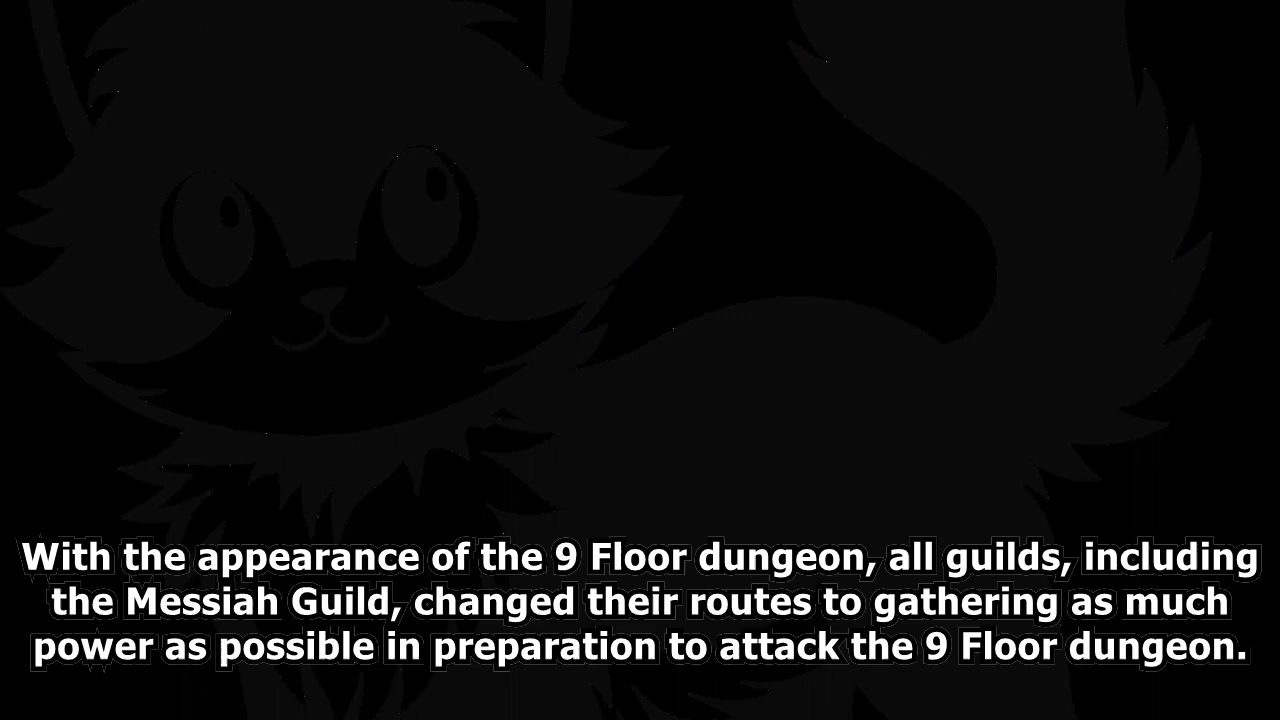 With the appearance of the 9 Floor dungeon, all guilds, including
the Messiah Guild, changed their routes to gathering as much
power as possible in preparation to attack the 9 Floor dungeon.